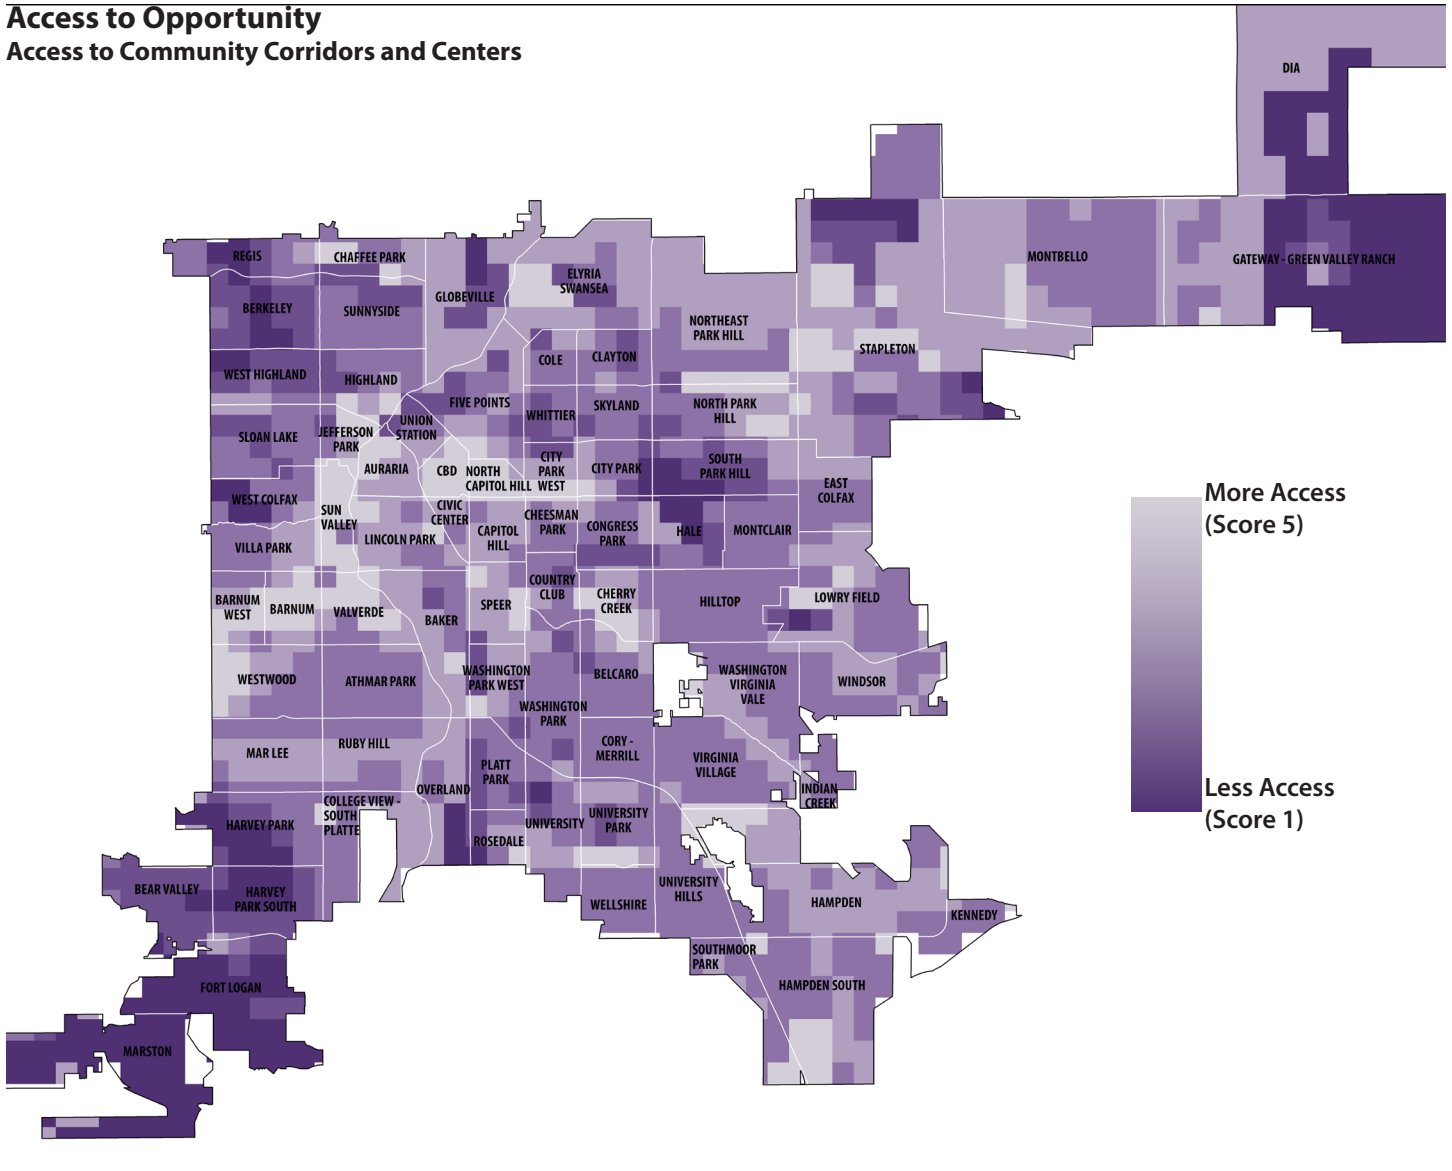 Access to Opportunity
Access to Community Corridors and Centers
DIA
REGIS
CHAFFEE PARK
MONTBELLO
GATEWAY - GREEN VALLEY RANCH
ELYRIA
SWANSEA
GLOBEVILLE
BERKELEY
SUNNYSIDE
NORTHEAST
PARK HILL
STAPLETON
COLE
CLAYTON
WEST HIGHLAND
HIGHLAND
FIVE POINTS
WHITTIER
SKYLAND
NORTH PARK
HILL
UNION
STATION
SLOAN LAKE
JEFFERSON
PARK
AURARIA
CBD
NORTH
CAPITOL HILL
CITY
PARK
WEST
CITY PARK
SOUTH
PARK HILL
EAST
COLFAX
WEST COLFAX
SUN
VALLEY
CIVIC
CENTER
CHEESMAN
PARK
CONGRESS
PARK
HALE
MONTCLAIR
VILLA PARK
LINCOLN PARK
CAPITOL
HILL
COUNTRY
CLUB
CHERRY
CREEK
HILLTOP
LOWRY FIELD
BARNUM
WEST
BARNUM
VALVERDE
BAKER
SPEER
WESTWOOD
ATHMAR PARK
WASHINGTON
PARK WEST
BELCARO
WASHINGTON
VIRGINIA
VALE
WINDSOR
WASHINGTON
PARK
MAR LEE
RUBY HILL
PLATT
PARK
CORY -
MERRILL
VIRGINIA
VILLAGE
INDIAN
CREEK
OVERLAND
COLLEGE VIEW -
SOUTH
PLATTE
HARVEY PARK
ROSEDALE
UNIVERSITY
UNIVERSITY
PARK
BEAR VALLEY
HARVEY
PARK SOUTH
WELLSHIRE
UNIVERSITY
HILLS
HAMPDEN
KENNEDY
SOUTHMOOR
PARK
HAMPDEN SOUTH
FORT LOGAN
MARSTON
More Access
(Score 5)
Less Access
(Score 1)